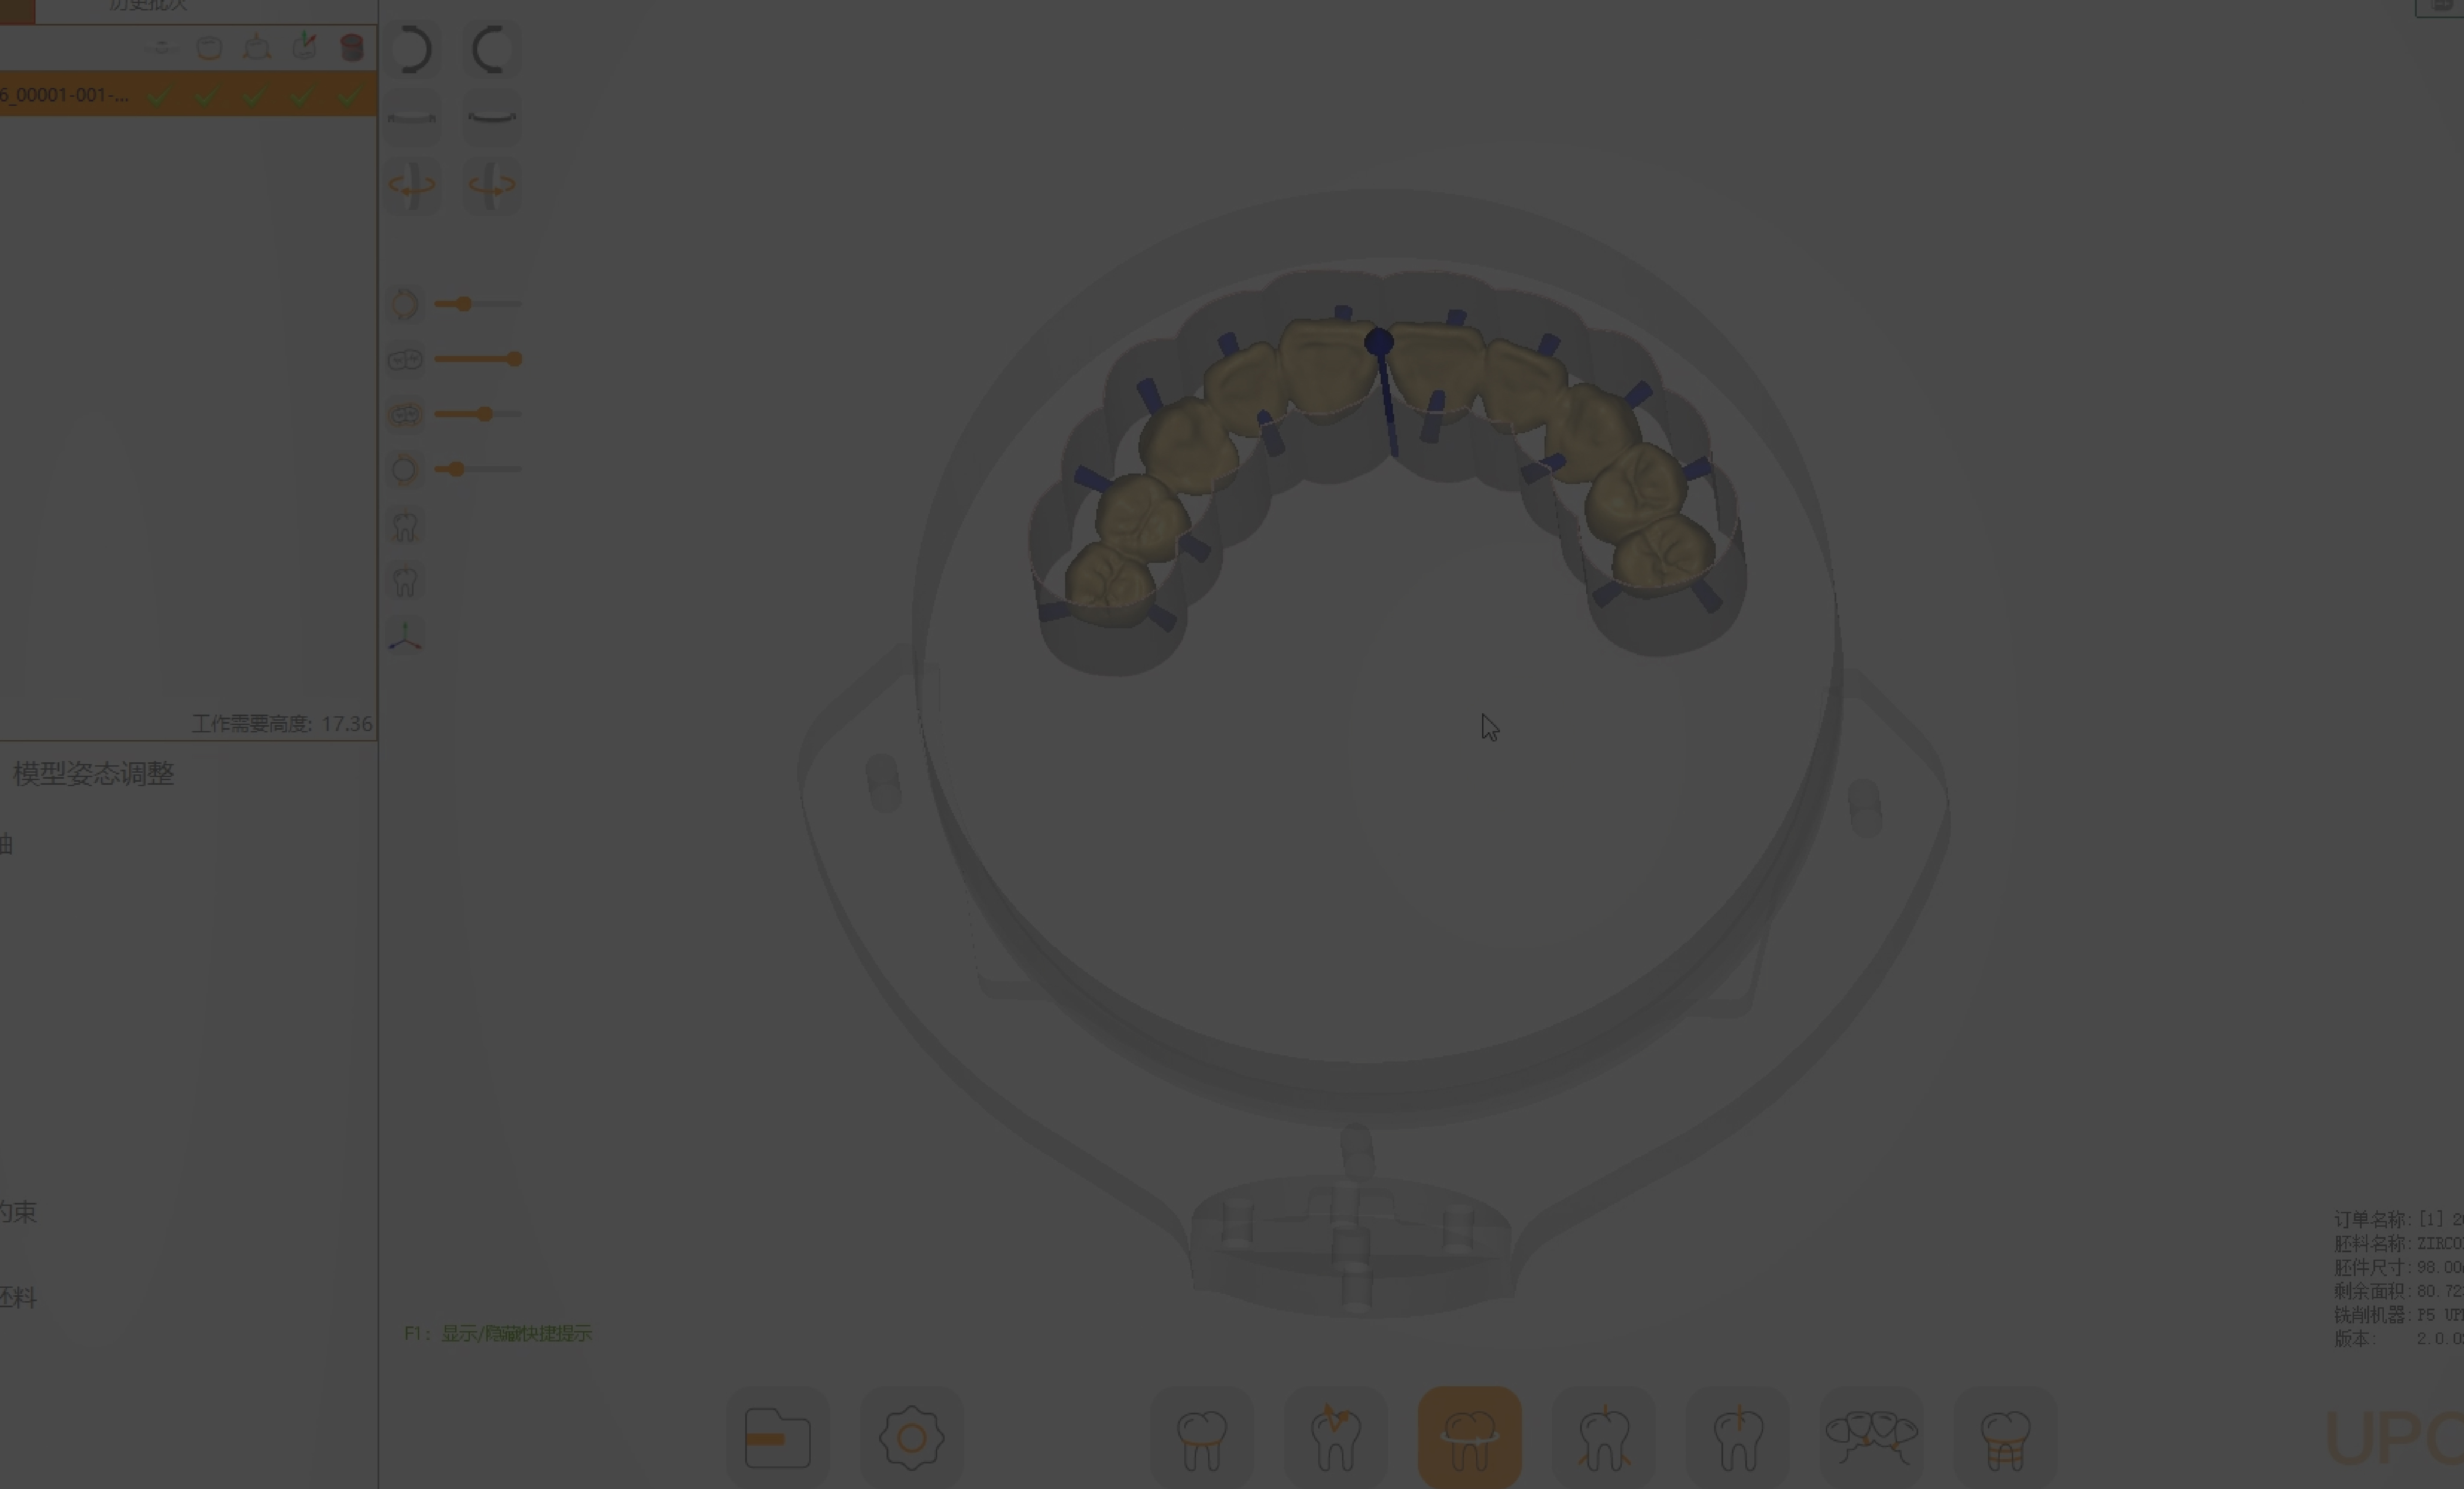 历史批次
6_00001-001-...
工作需要高度: 17.36
模型姿态调整
轴
约束
坯料
F1: 显示/隐藏快捷提示
订单名称: [1] 2
胚料名称: ZIRCO
胚件尺寸: 98.00
剩余面积: 80.72
铣削机器: P5 UP
版本: 2.0.0
UPC